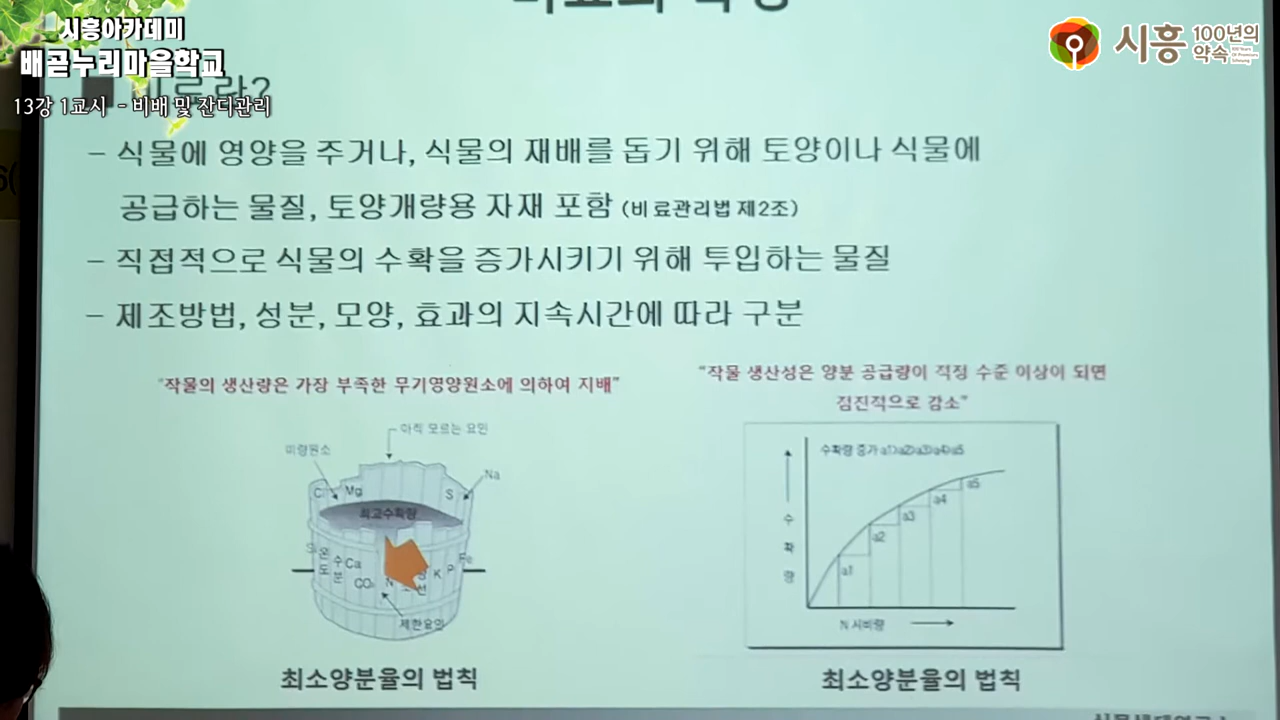 시흥아카데미
배곧누리마을학교
13강 1교시 - 비배 및 잔디관리
시흥 100년의 약속
- 식물에 영양을 주거나, 식물의 재배를 돕기 위해 토양이나 식물에
공급하는 물질, 토양개량용 자재 포함 (비료관리법 제2조)
- 직접적으로 식물의 수확을 증가시키기 위해 투입하는 물질
- 제조방법, 성분, 모양, 효과의 지속시간에 따라 구분
"작물의 생산량은 가장 부족한 무기영양원소에 의하여 지배"
아직 모르는 요인
미량원소
Na
Mg
S
최고수확량
온도
수분
Ca
CO₂
N
K
P
Fe
제한요인
최소양분율의 법칙
"작물 생산성은 양분 공급량이 적정 수준 이상이 되면
점진적으로 감소"
수확량 증가 a1>a2>a3>a4>a5
수확량
a1
a2
a3
a4
a5
N 시비량
최소양분율의 법칙